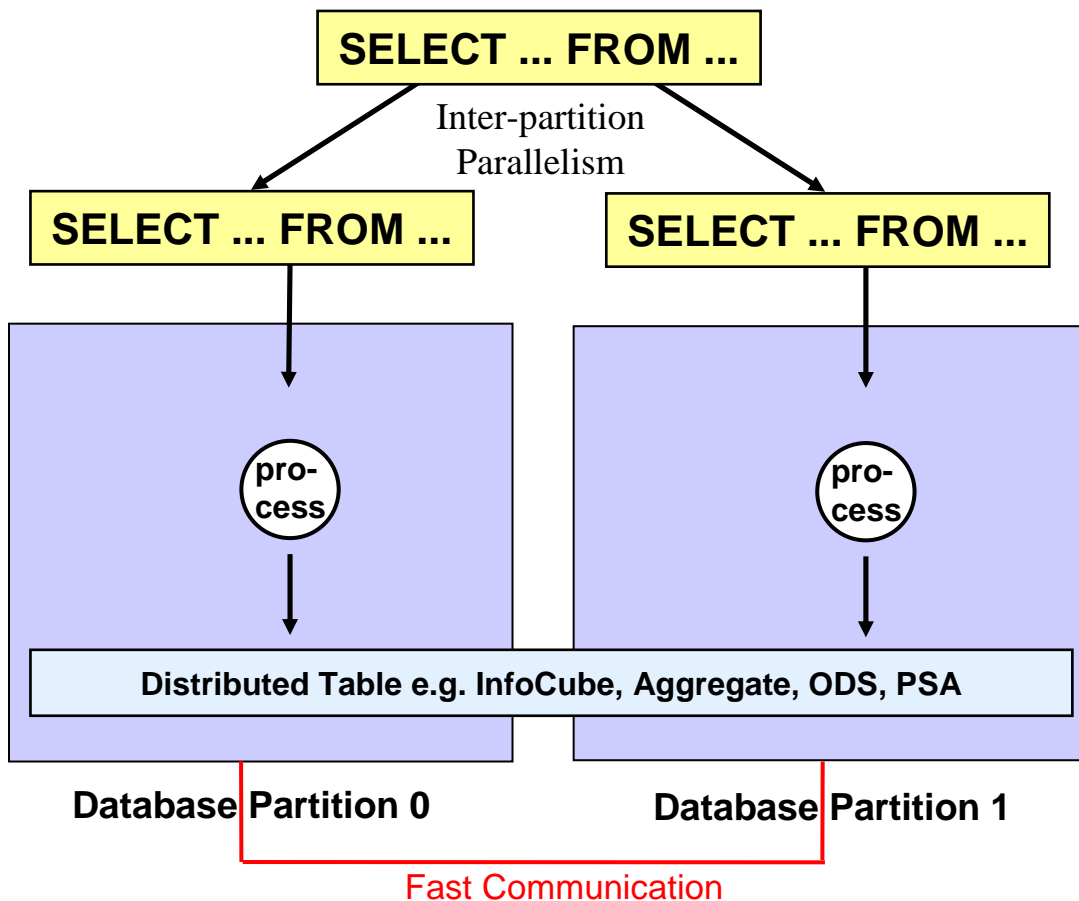 SELECT ... FROM ...
Inter-partition
Parallelism
SELECT ... FROM ...
SELECT ... FROM ...
pro-
cess
pro-
cess
Distributed Table e.g. InfoCube, Aggregate, ODS, PSA
Database Partition 0
Database Partition 1
Fast Communication